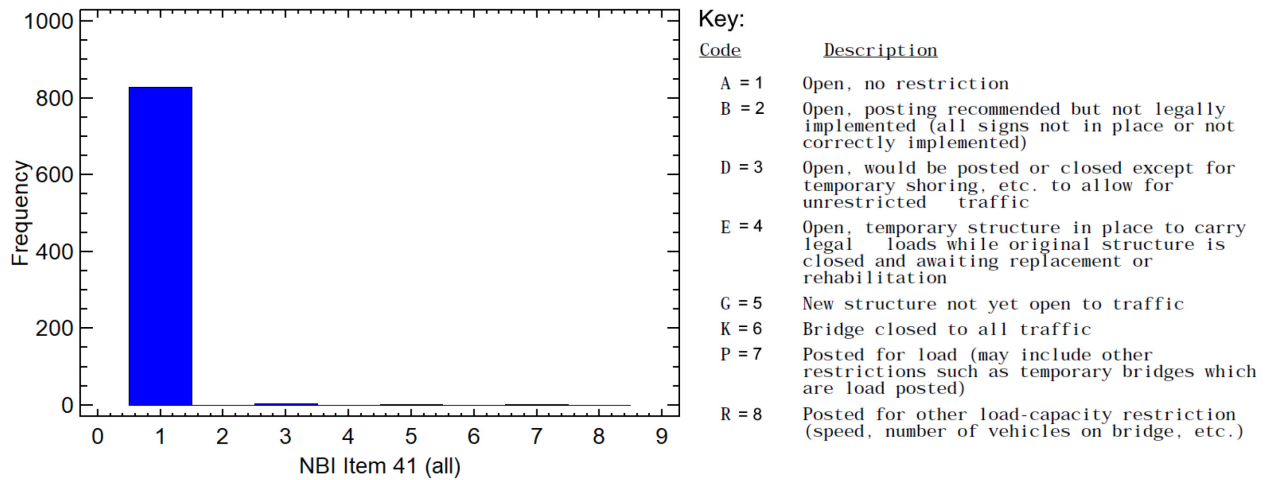 1000
800
600
400
200
0
Frequency
0 1 2 3 4 5 6 7 8 9
NBI Item 41 (all)
Key:
Code Description
A = 1 Open, no restriction
B = 2 Open, posting recommended but not legally
implemented (all signs not in place or not
correctly implemented)
D = 3 Open, would be posted or closed except for
temporary shoring, etc. to allow for
unrestricted traffic
E = 4 Open, temporary structure in place to carry
legal loads while original structure is
closed and awaiting replacement or
rehabilitation
G = 5 New structure not yet open to traffic
K = 6 Bridge closed to all traffic
P = 7 Posted for load (may include other
restrictions such as temporary bridges which
are load posted)
R = 8 Posted for other load-capacity restriction
(speed, number of vehicles on bridge, etc.)